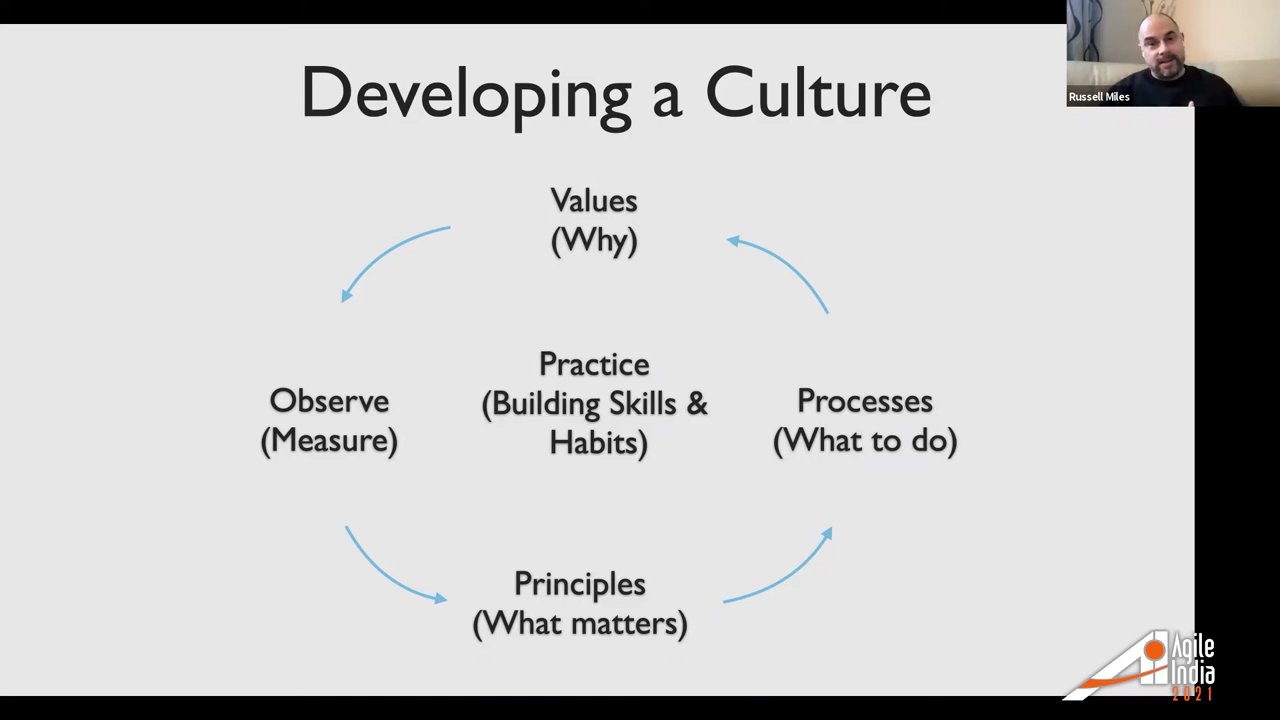 Developing a Culture
Russell Miles
Values
(Why)
Observe
(Measure)
Practice
(Building Skills &
Habits)
Processes
(What to do)
Principles
(What matters)
Agile
India
2021